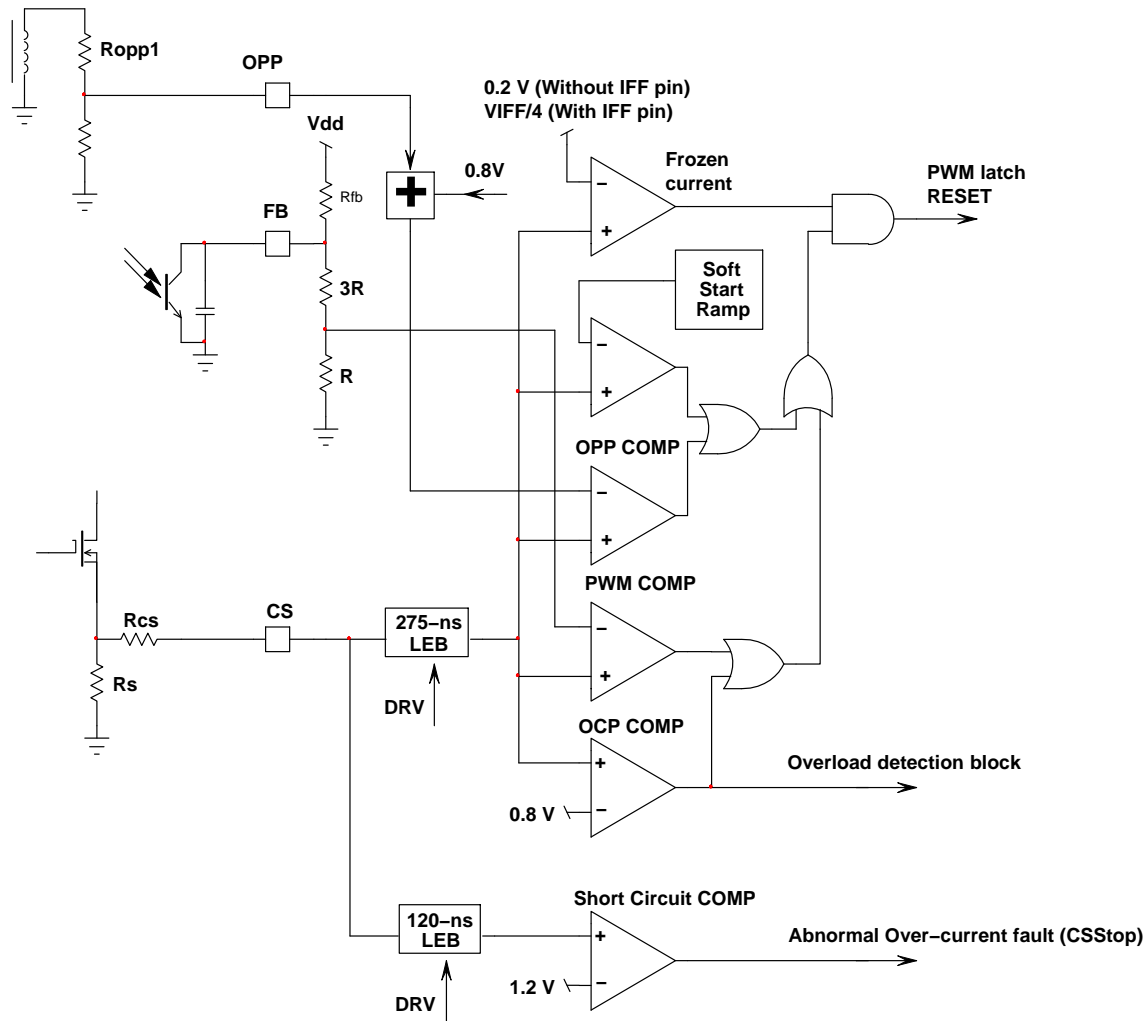 Ropp1
OPP
0.2 V (Without IFF pin)
VIFF/4 (With IFF pin)
Vdd
0.8V
Frozen
current
PWM latch
RESET
+
Rfb
FB
−
+
3R
Soft
Start
Ramp
−
R
+
OPP COMP
−
+
PWM COMP
Rcs
CS
275−ns
LEB
−
+
Rs
DRV
OCP COMP
+
Overload detection block
0.8 V
−
Short Circuit COMP
120−ns
LEB
+
Abnormal Over−current fault (CSStop)
1.2 V
−
DRV